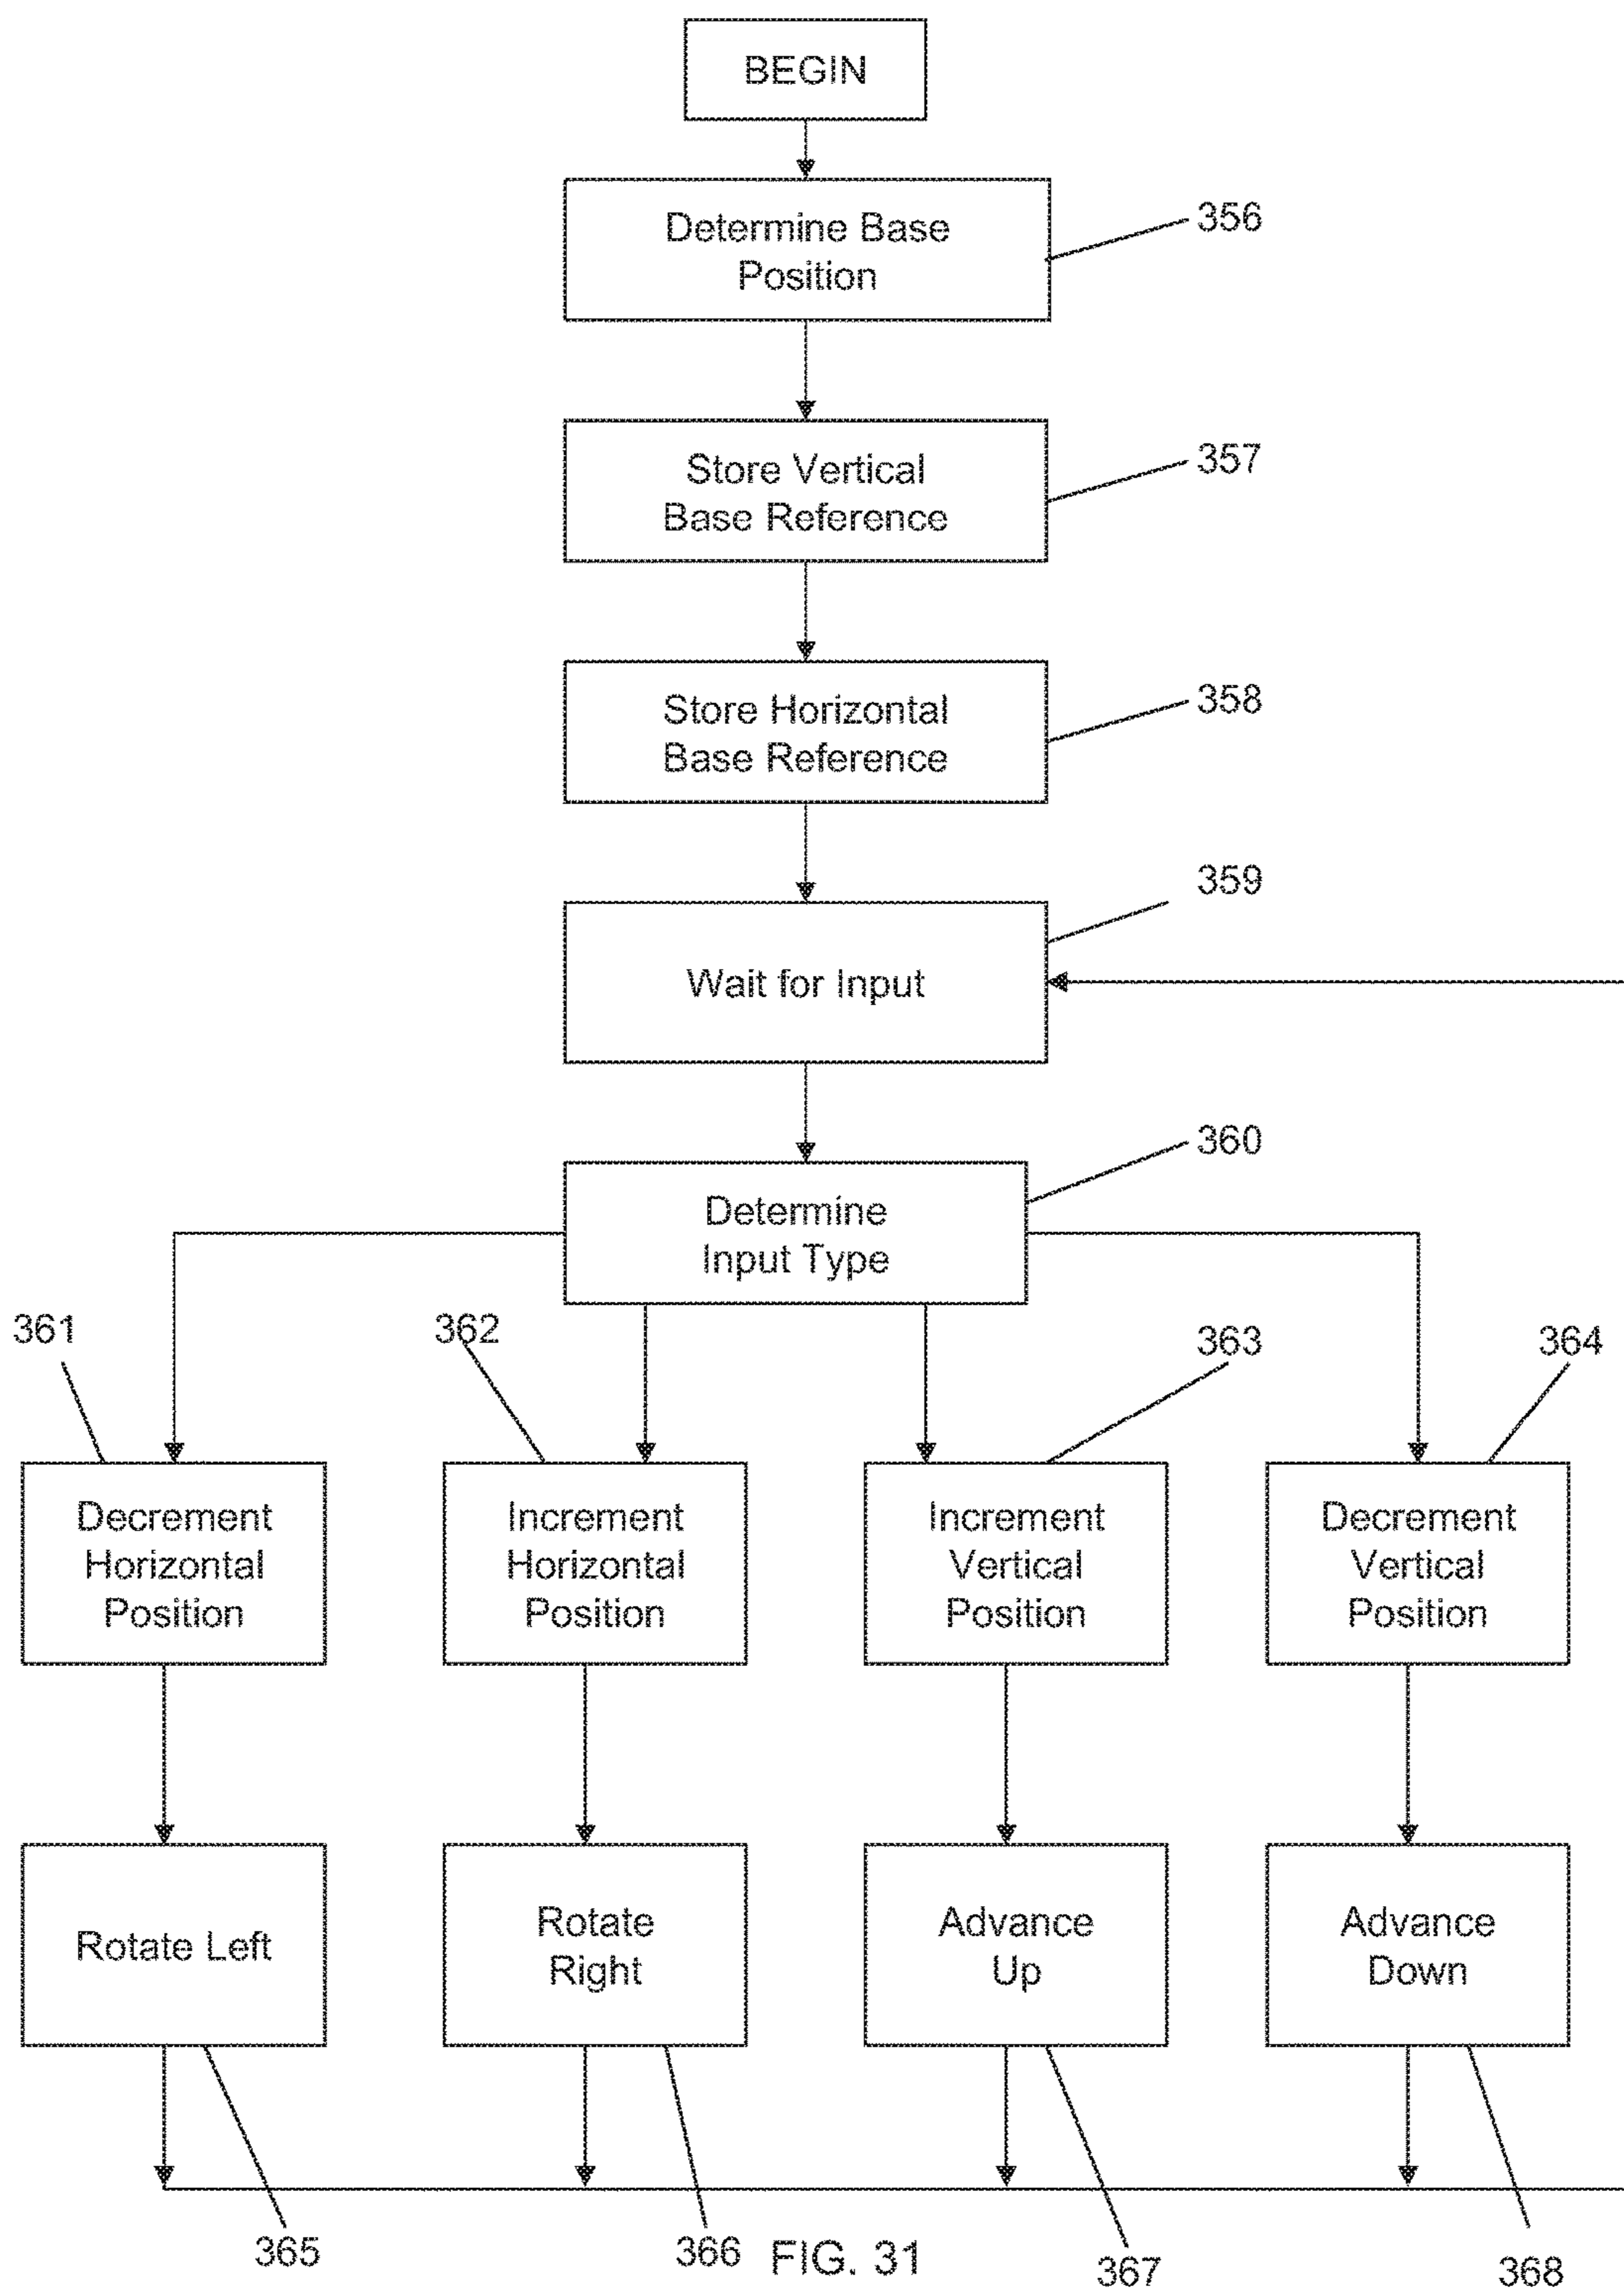 BEGIN
Determine Base
Position
356
Store Vertical
Base Reference
357
Store Horizontal
Base Reference
358
359
Wait for Input
360
Determine
Input Type
361
362
363
364
Decrement
Horizontal
Position
Increment
Horizontal
Position
Increment
Vertical
Position
Decrement
Vertical
Position
Rotate Left
Rotate
Right
Advance
Up
Advance
Down
365
366
367
368
FIG. 31